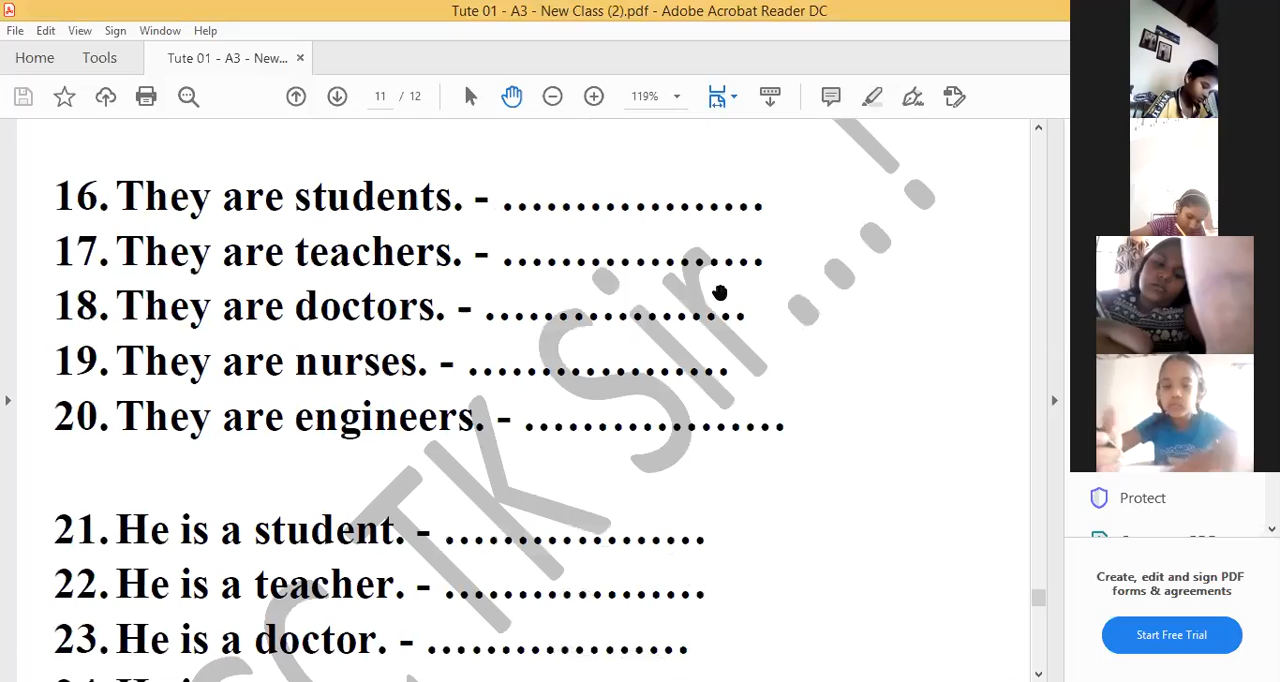 Tute 01 - A3 - New Class (2).pdf - Adobe Acrobat Reader DC
File Edit View Sign Window Help
Home Tools Tute 01 - A3 - New... ×
11 / 12 119%
16. They are students. - ..................
17. They are teachers. - ..................
18. They are doctors. - ..................
19. They are nurses. - ..................
20. They are engineers. - ..................
21. He is a student. - ..................
22. He is a teacher. - ..................
23. He is a doctor. - ..................
TK Sir...!
Protect
Create, edit and sign PDF
forms & agreements
Start Free Trial